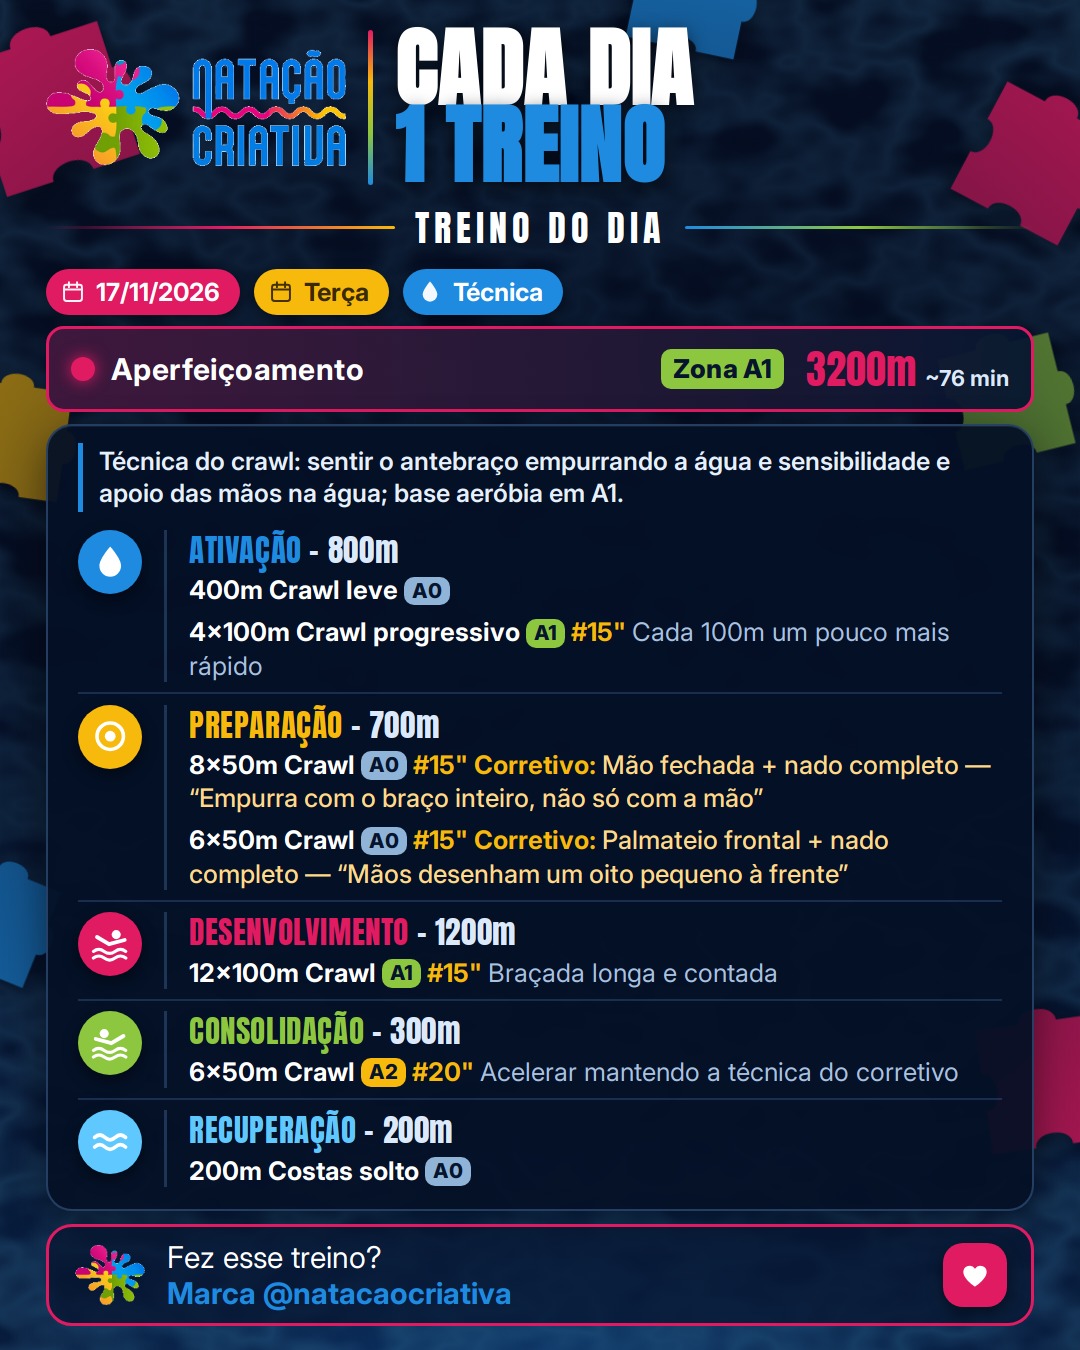 NATAÇÃO
CRIATIVA
CADA DIA
1 TREINO
TREINO DO DIA
17/11/2026
Terça
Técnica
Aperfeiçoamento
Zona A1
3200m ~76 min
Técnica do crawl: sentir o antebraço empurrando a água e sensibilidade e
apoio das mãos na água; base aeróbia em A1.
ATIVAÇÃO - 800m
400m Crawl leve A0
4×100m Crawl progressivo A1 #15" Cada 100m um pouco mais
rápido
PREPARAÇÃO - 700m
8×50m Crawl A0 #15" Corretivo: Mão fechada + nado completo —
“Empurra com o braço inteiro, não só com a mão”
6×50m Crawl A0 #15" Corretivo: Palmateio frontal + nado
completo — “Mãos desenham um oito pequeno à frente”
DESENVOLVIMENTO - 1200m
12×100m Crawl A1 #15" Braçada longa e contada
CONSOLIDAÇÃO - 300m
6×50m Crawl A2 #20" Acelerar mantendo a técnica do corretivo
RECUPERAÇÃO - 200m
200m Costas solto A0
Fez esse treino?
Marca @natacaocriativa